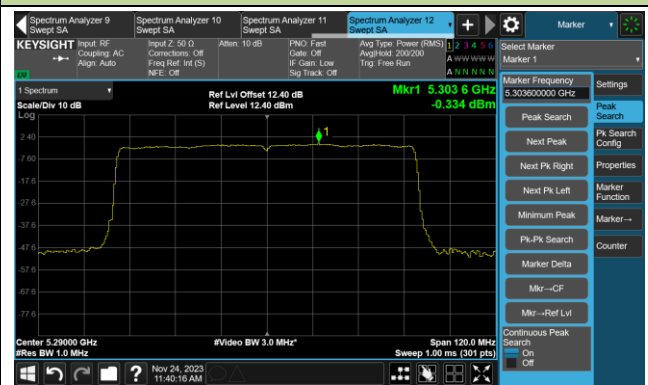 Spectrum Analyzer 9
Swept SA
Spectrum Analyzer 10
Swept SA
Spectrum Analyzer 11
Swept SA
Spectrum Analyzer 12
Swept SA
Marker
KEYSIGHT
Input: RF
Coupling: AC
Align: Auto
Input Z: 50 Ω
Corrections: Off
Freq Ref: Int (S)
NFE: Off
Atten: 10 dB
PNO: Fast
Gate: Off
IF Gain: Low
Sig Track: Off
Avg Type: Power (RMS)
Avg|Hold: 200/200
Trig: Free Run
1 2 3 4 5 6
A W W W W W
A N N N N N
Select Marker
Marker 1
1 Spectrum
Scale/Div 10 dB
Log
Ref Lvl Offset 12.40 dB
Ref Level 12.40 dBm
Mkr1 5.303 6 GHz
-0.334 dBm
1
2.40
-7.60
-17.6
-27.6
-37.6
-47.6
-57.6
-67.6
-77.6
Center 5.29000 GHz
#Res BW 1.0 MHz
#Video BW 3.0 MHz*
Span 120.0 MHz
Sweep 1.00 ms (301 pts)
Marker Frequency
5.303600000 GHz
Peak Search
Next Peak
Next Pk Right
Next Pk Left
Minimum Peak
Pk-Pk Search
Marker Delta
Mkr→CF
Mkr→Ref Lvl
Continuous Peak
Search
On
Off
Settings
Peak
Search
Pk Search
Config
Properties
Marker
Function
Marker→
Counter
?
Nov 24, 2023
11:40:16 AM